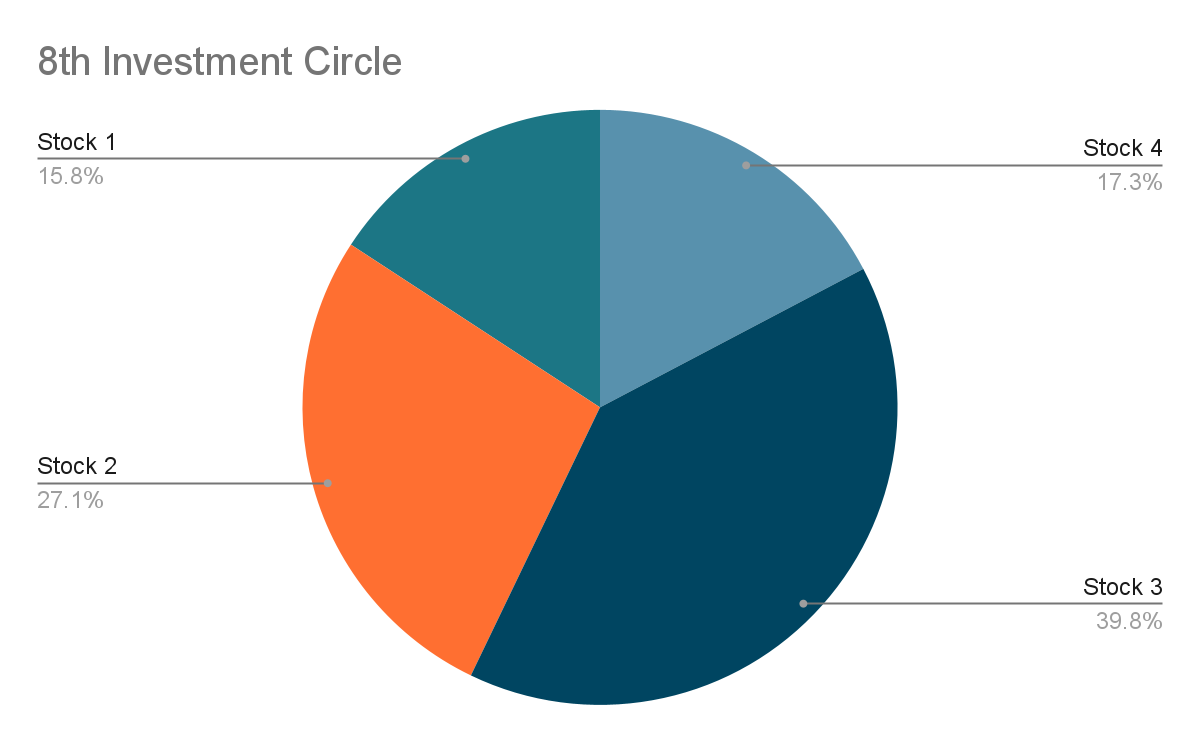 8th Investment Circle
Stock 1
15.8%
Stock 4
17.3%
Stock 2
27.1%
Stock 3
39.8%